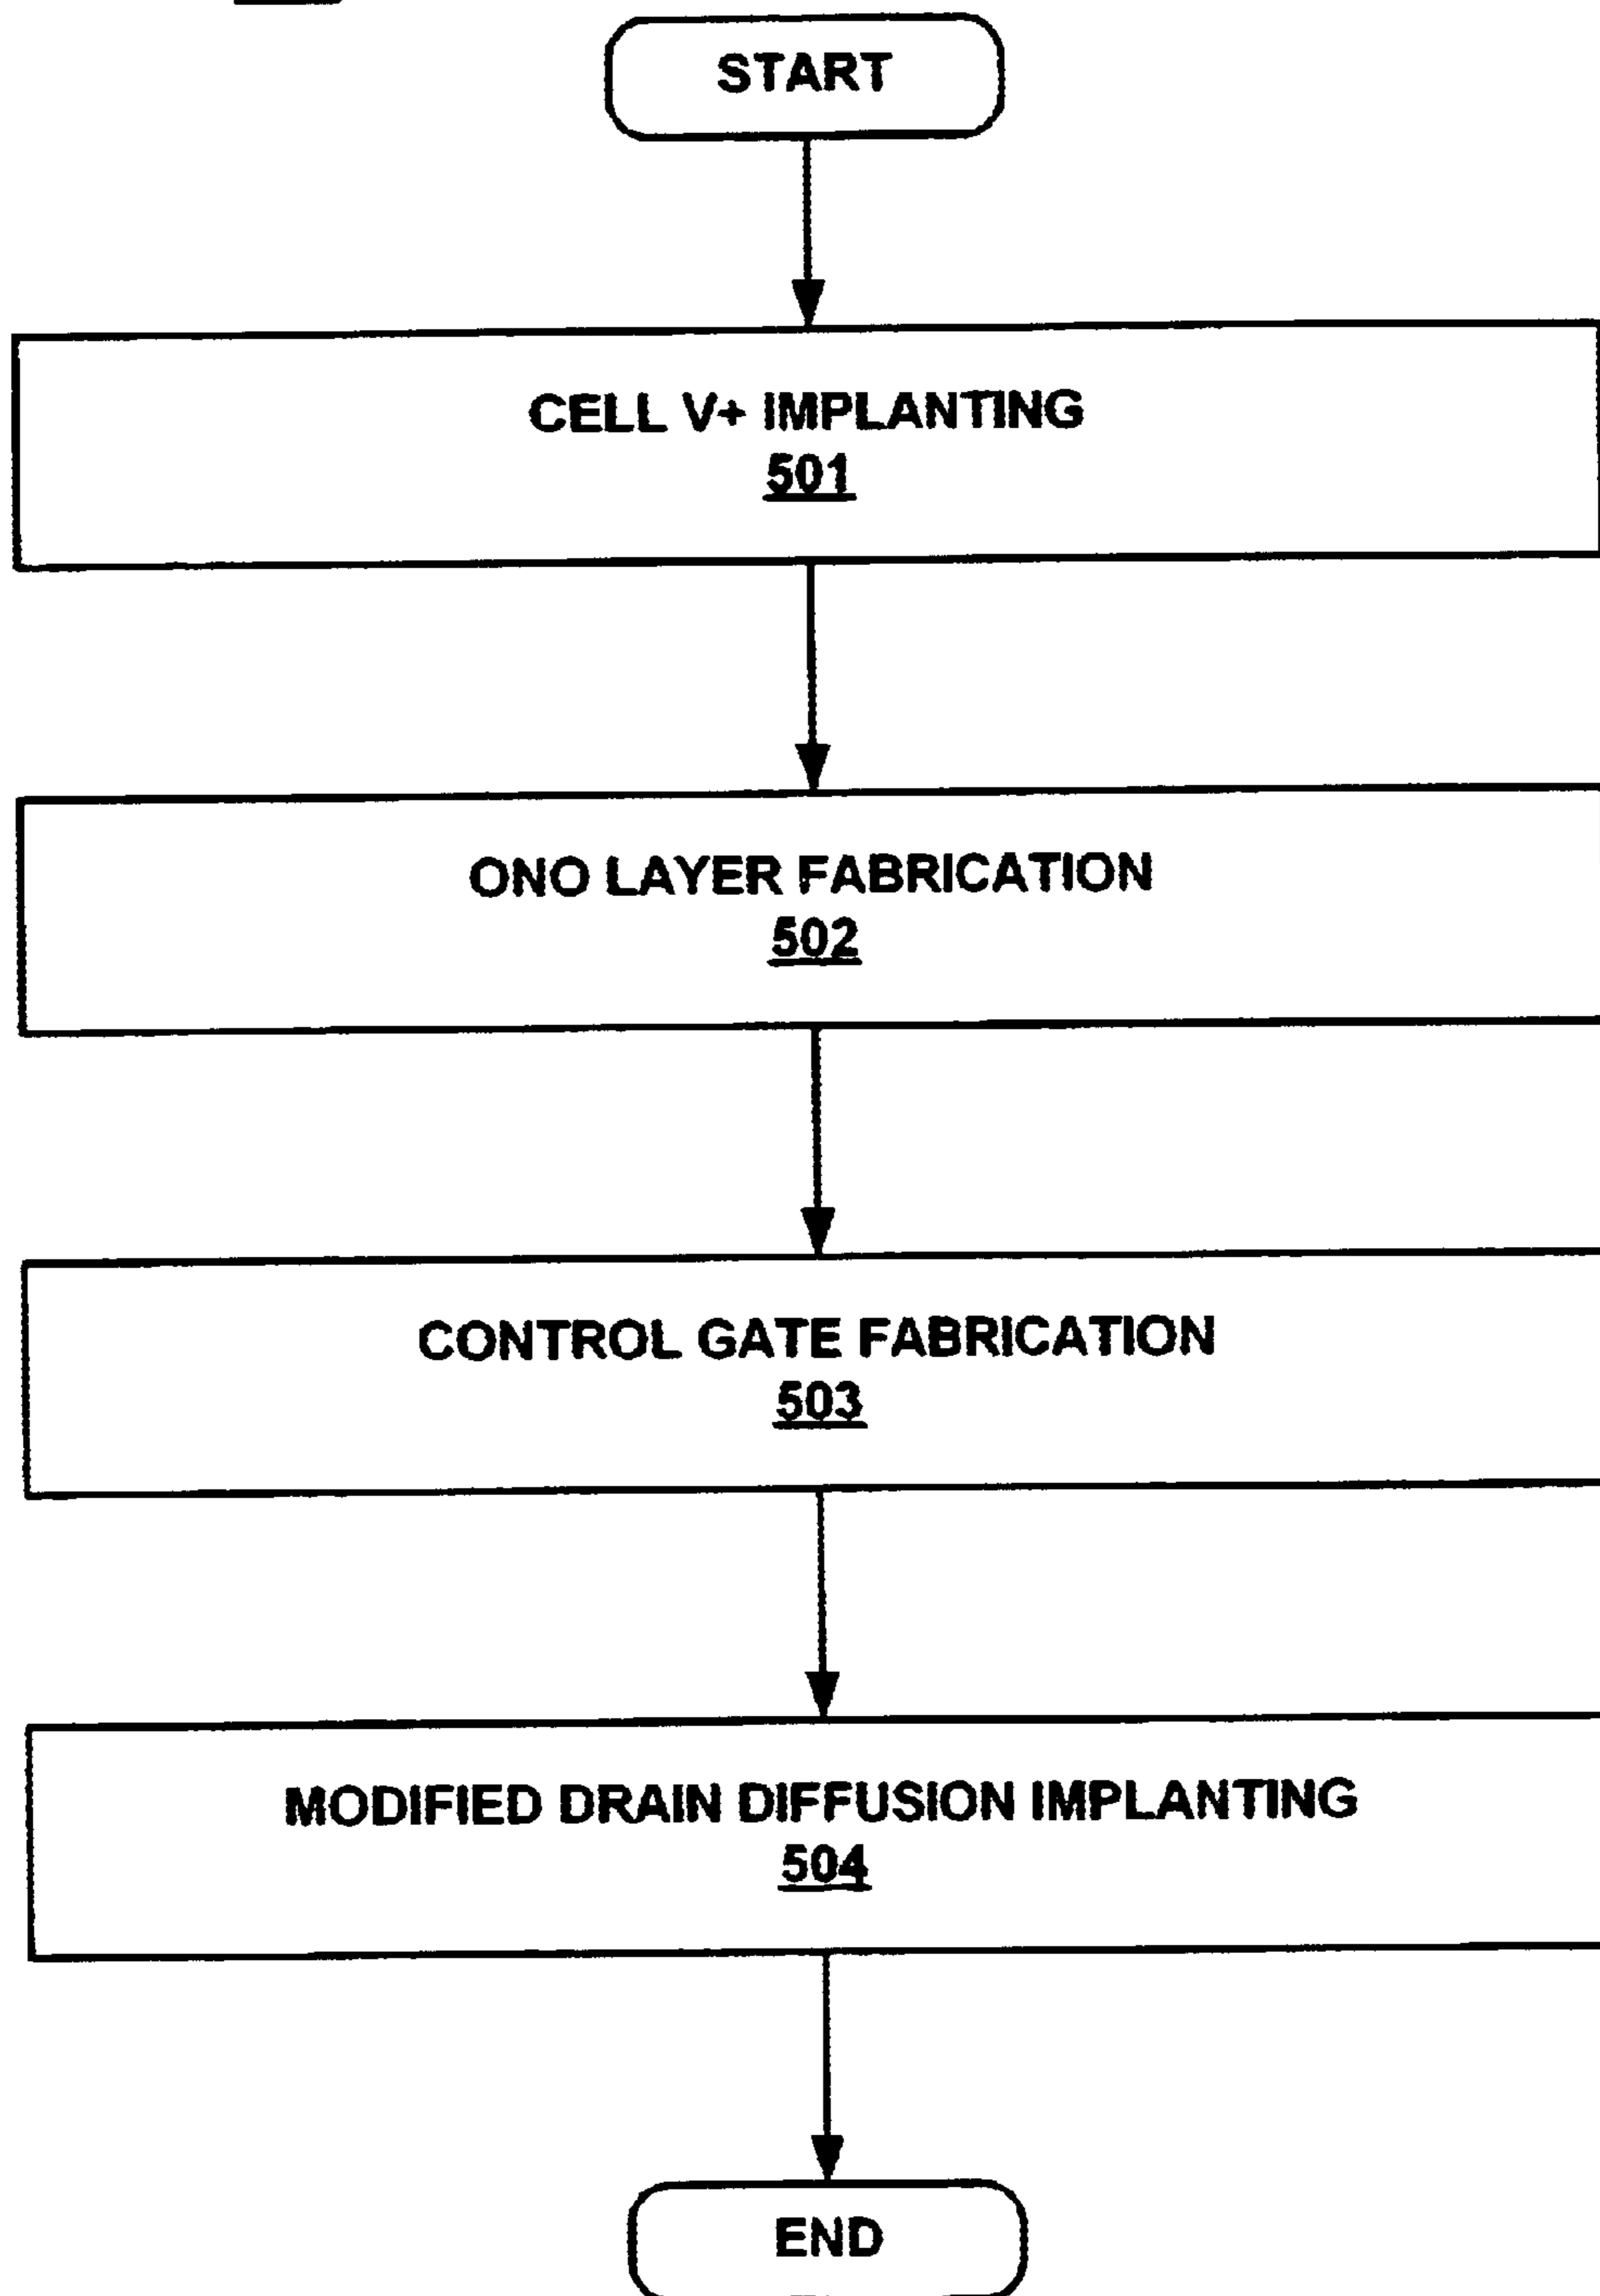 START
CELL V+ IMPLANTING
501
ONO LAYER FABRICATION
502
CONTROL GATE FABRICATION
503
MODIFIED DRAIN DIFFUSION IMPLANTING
504
END